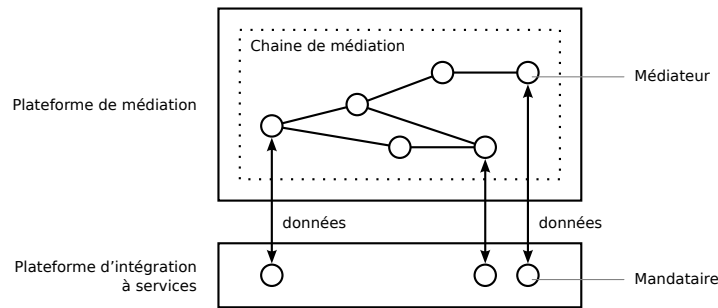 Chaine de médiation
Médiateur
Plateforme de médiation
données
données
Plateforme d'intégration
à services
Mandataire